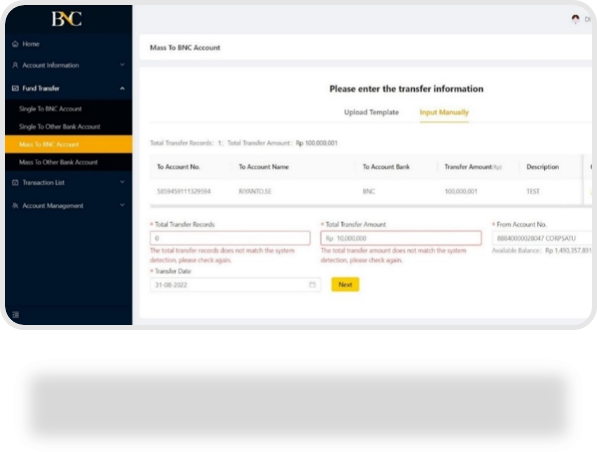 BNC
Home
Mass To BNC Account
Account Information
Fund Transfer
Please enter the transfer information
Single To BNC Account
Upload Template Input Manually
Single To Other Bank Account
Mass To BNC Account
Total Transfer Records: 1; Total Transfer Amount: Rp 100,000,001
Mass To Other Bank Account
To Account No. To Account Name To Account Bank Transfer Amount(Rp) Description
Transaction List
5859459111329594 RIYANTO.SE BNC 100,000,001 TEST
Account Management
* Total Transfer Records * Total Transfer Amount * From Account No.
0 Rp 10,000,000 88840000028047 CORPSATU
The total transfer records does not match the system detection, please check again.
The total transfer amount does not match the system detection, please check again.
Available Balance: Rp 1,493,357,891
* Transfer Date
31-08-2022 Next